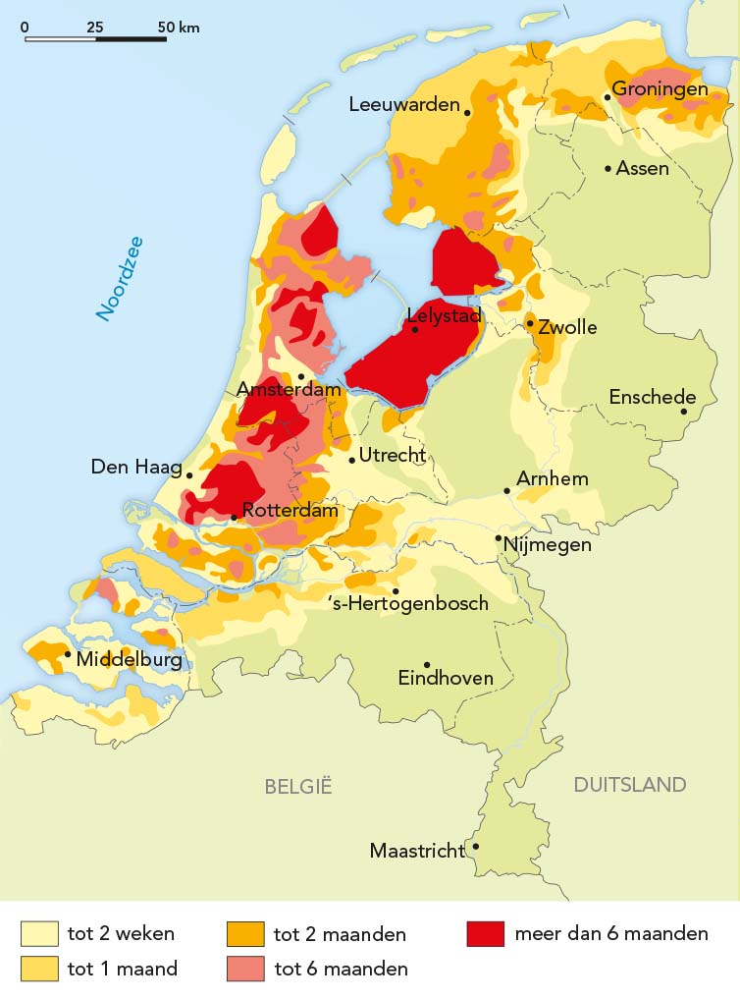 0 25 50 km
Groningen
Leeuwarden
Assen
Noordzee
Lelystad
Zwolle
Amsterdam
Enschede
Utrecht
Den Haag
Arnhem
Rotterdam
Nijmegen
's-Hertogenbosch
Middelburg
Eindhoven
BELGIË
DUITSLAND
Maastricht
tot 2 weken
tot 2 maanden
meer dan 6 maanden
tot 1 maand
tot 6 maanden